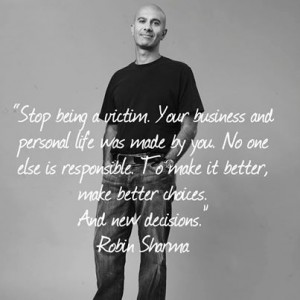 "Stop being a victim. Your business and
personal life was made by you. No one
else is responsible. To make it better,
make better choices.
And new decisions."
Robin Sharma